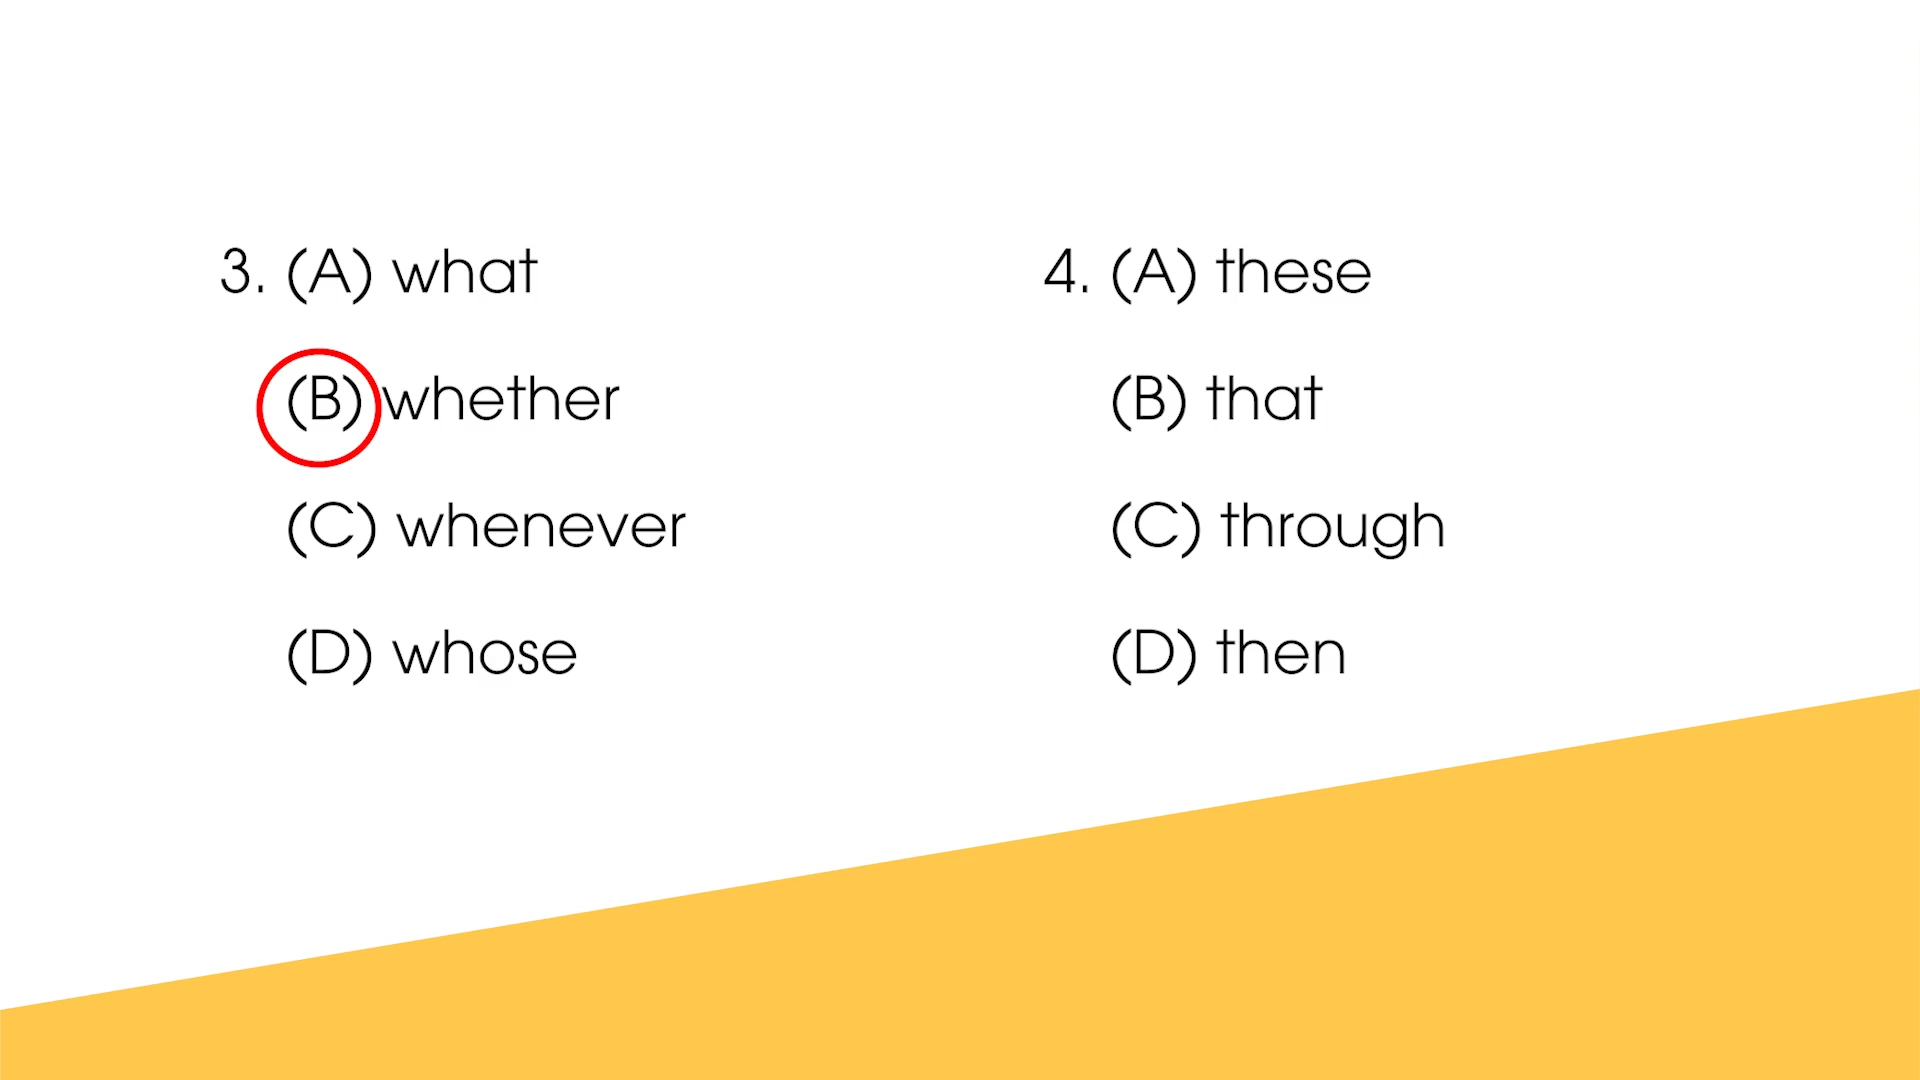 3. (A) what
(B) whether
(C) whenever
(D) whose
4. (A) these
(B) that
(C) through
(D) then